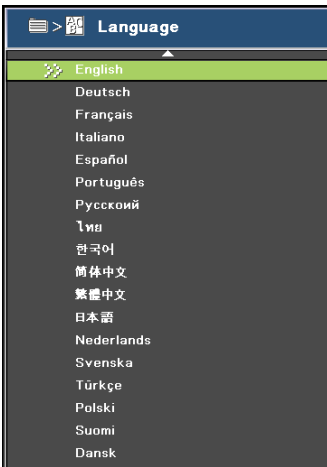 > Language
English
Deutsch
Français
Italiano
Español
Português
Русскоий
ไทย
한국어
简体中文
繁體中文
日本語
Nederlands
Svenska
Türkçe
Polski
Suomi
Dansk